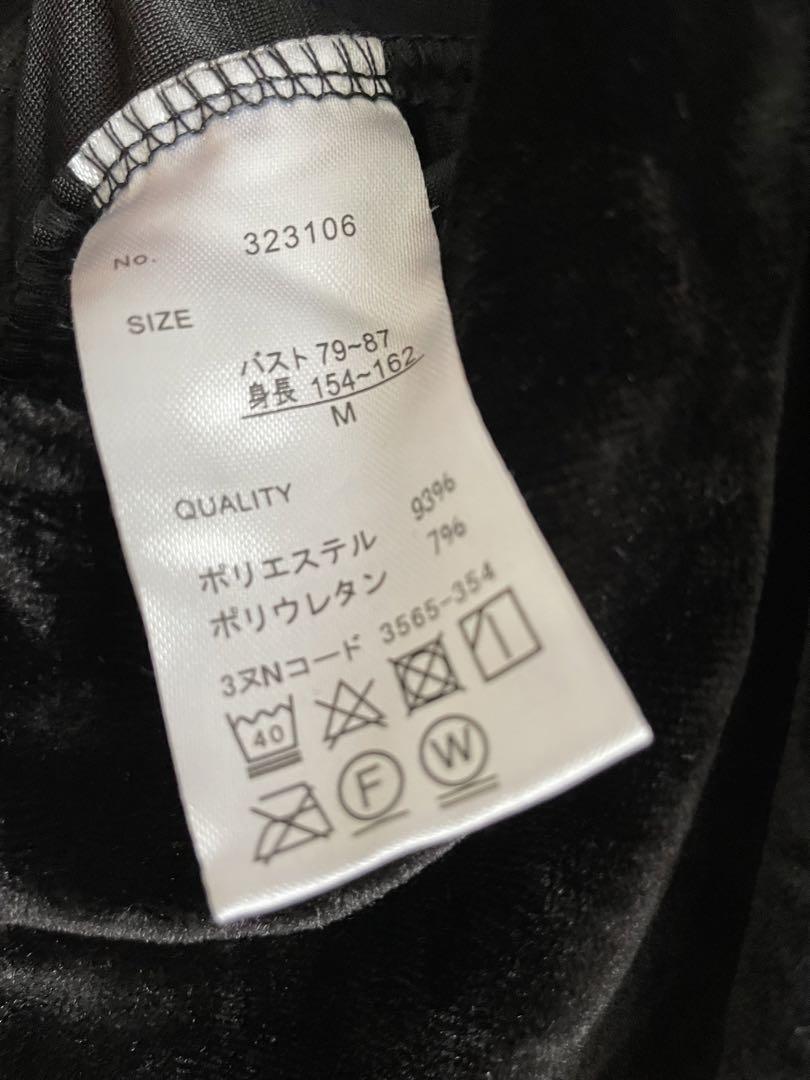 No. 323106
SIZE
バスト 79~87
身長 154~162
M
QUALITY
ポリエステル 93%
ポリウレタン 7%
3又Nコード 3565-354
40
F W